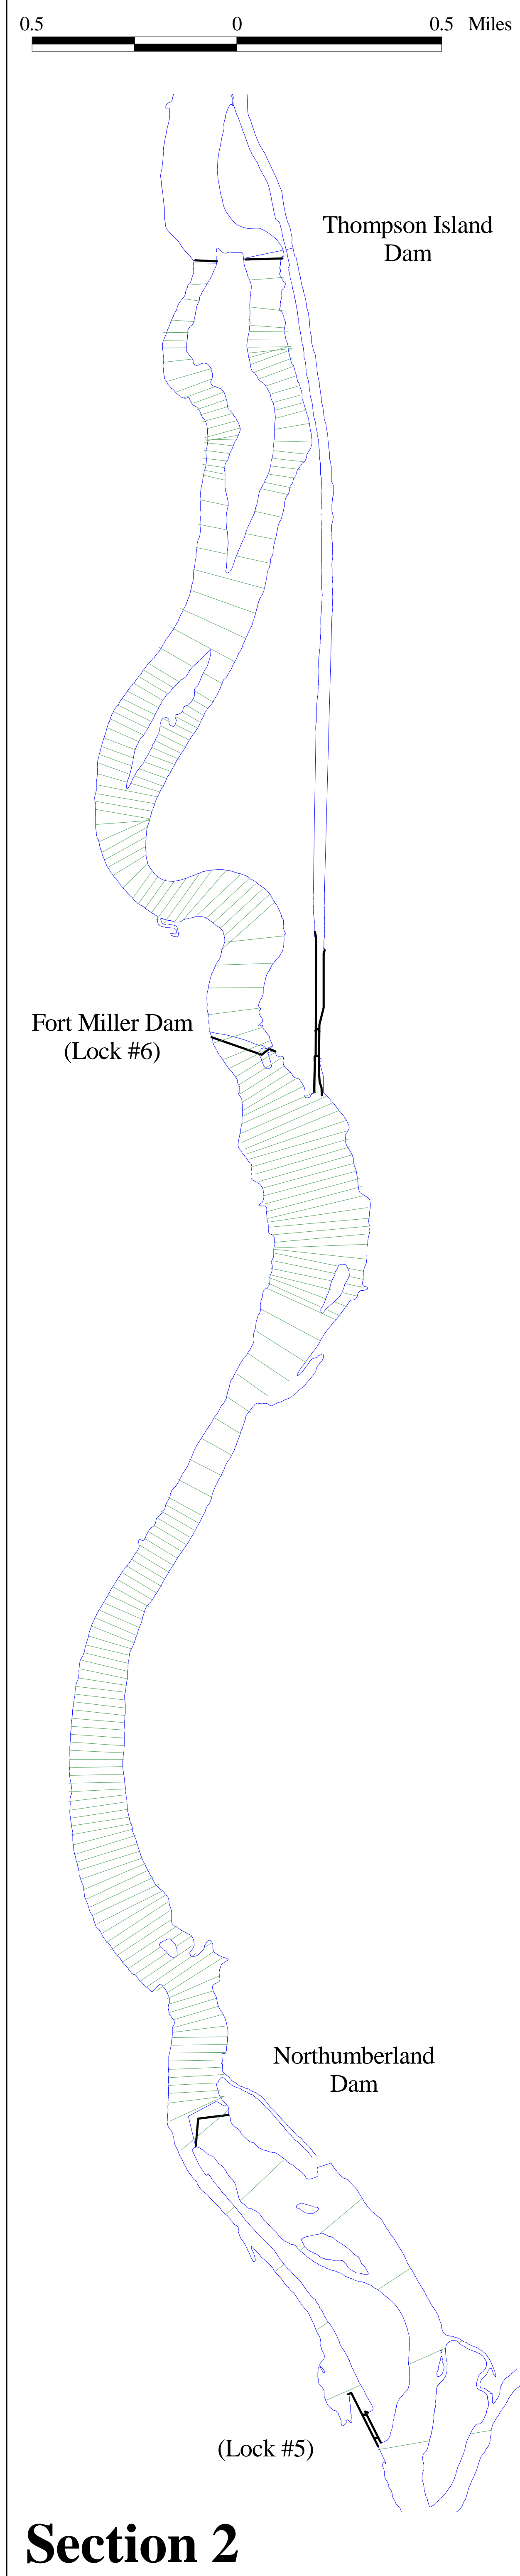 0.5 0 0.5 Miles
Thompson Island
Dam
Fort Miller Dam
(Lock #6)
Northumberland
Dam
(Lock #5)
Section 2